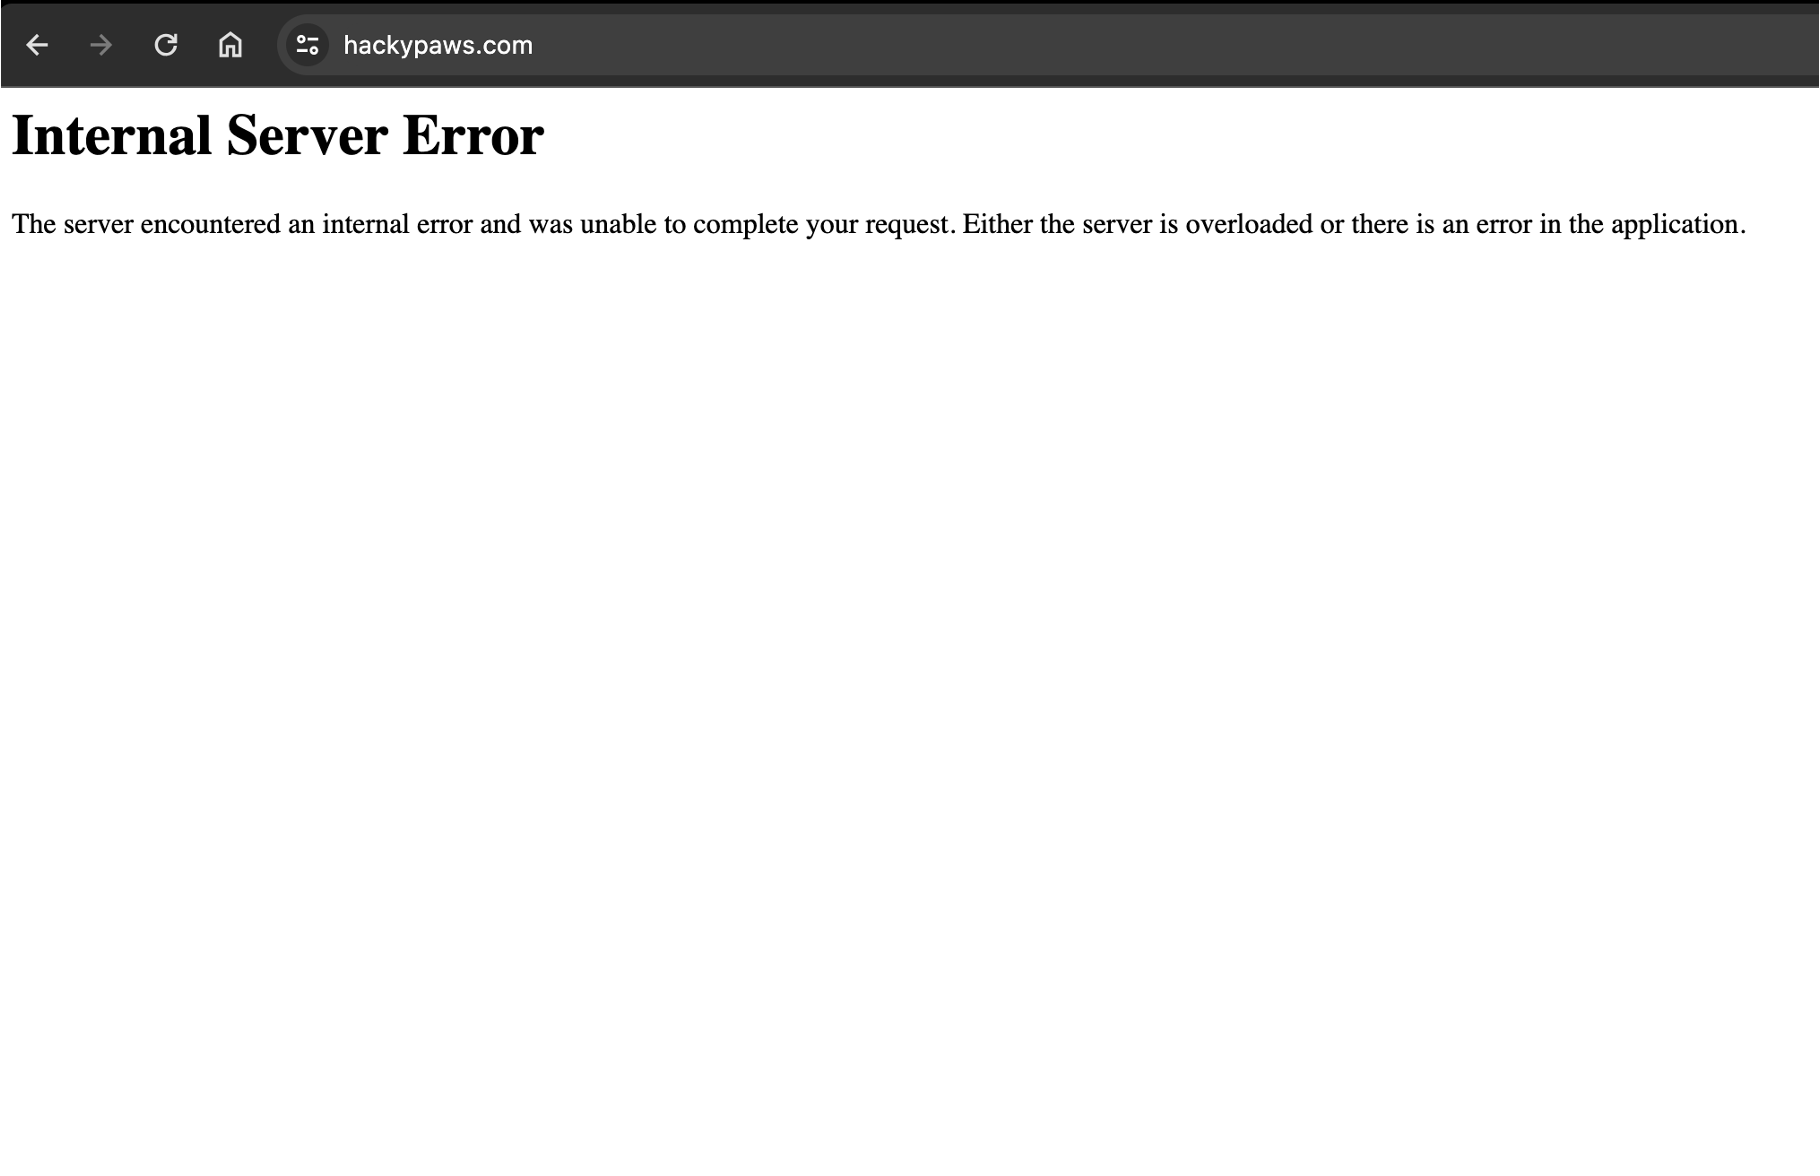 hackypaws.com
Internal Server Error
The server encountered an internal error and was unable to complete your request. Either the server is overloaded or there is an error in the application.